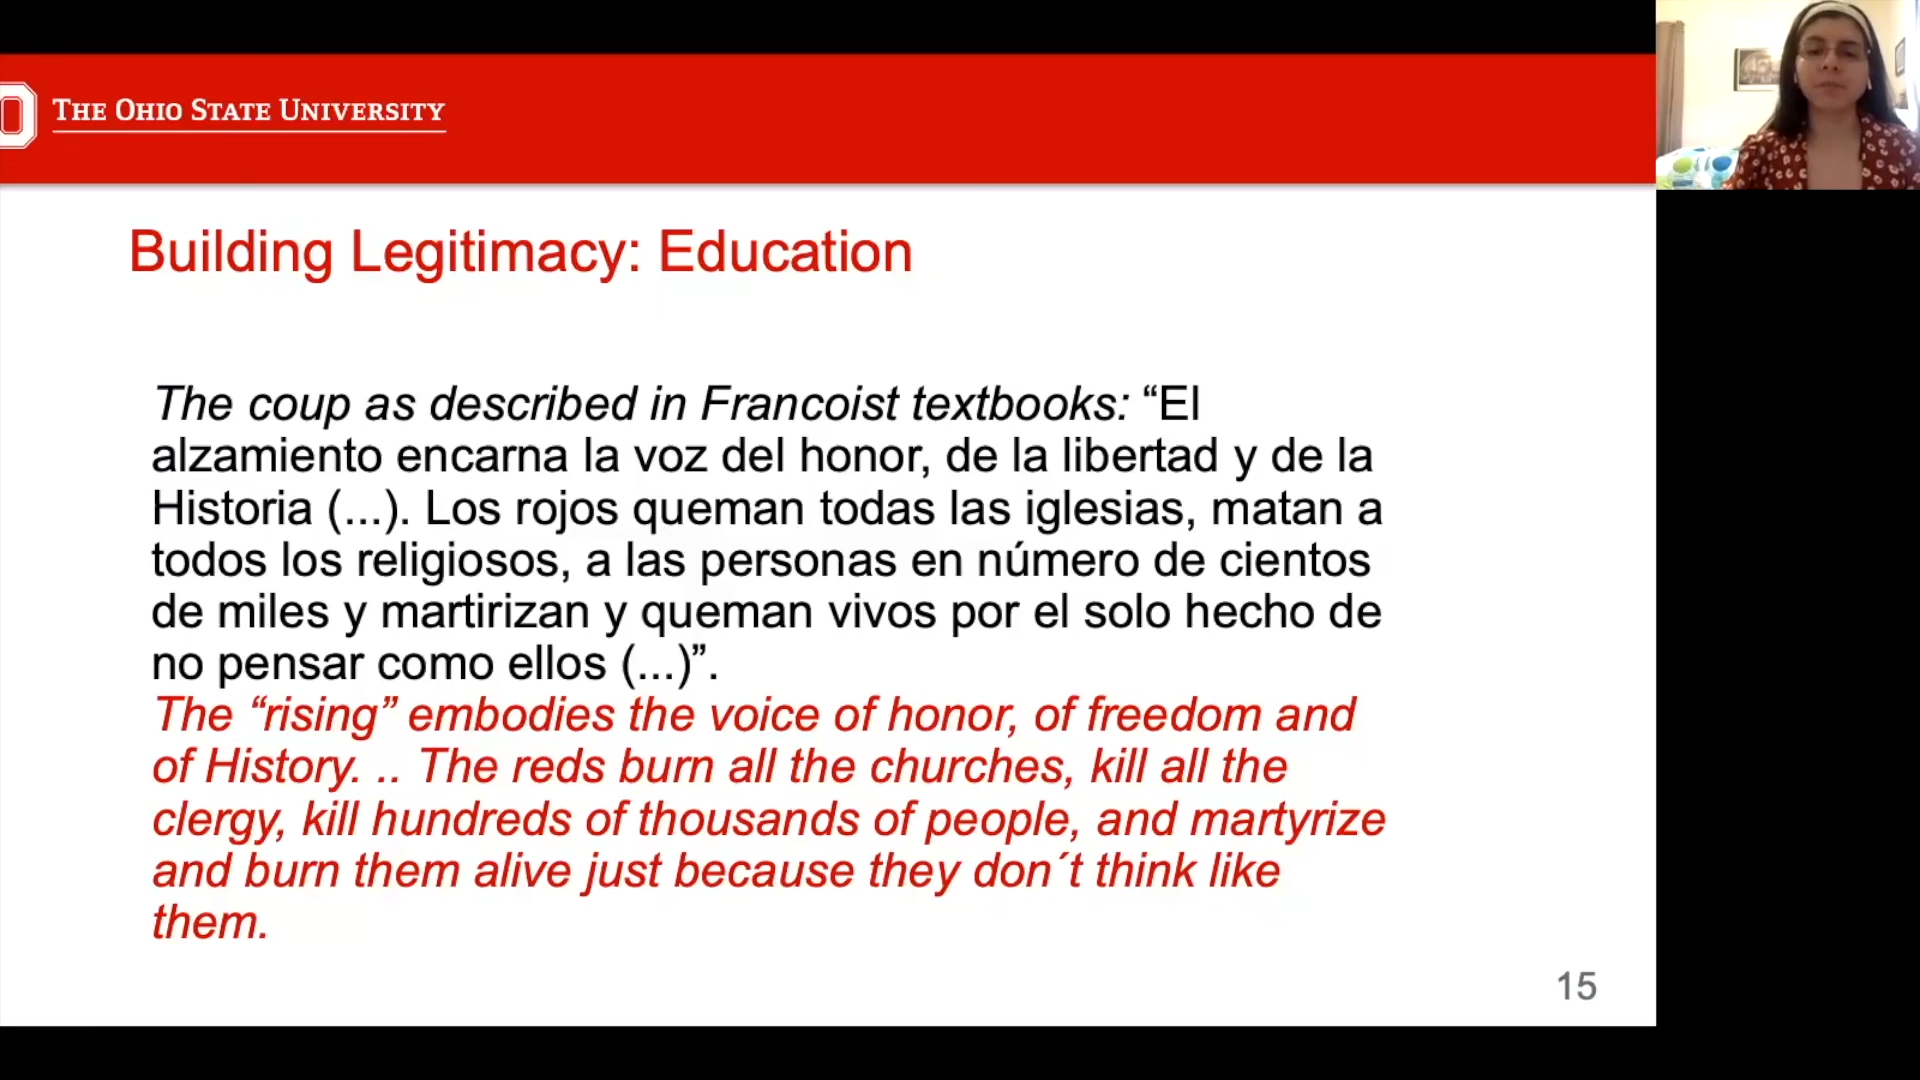 THE OHIO STATE UNIVERSITY
Building Legitimacy: Education
The coup as described in Francoist textbooks: “El
alzamiento encarna la voz del honor, de la libertad y de la
Historia (...). Los rojos queman todas las iglesias, matan a
todos los religiosos, a las personas en número de cientos
de miles y martirizan y queman vivos por el solo hecho de
no pensar como ellos (...)”.
The “rising” embodies the voice of honor, of freedom and
of History. .. The reds burn all the churches, kill all the
clergy, kill hundreds of thousands of people, and martyrize
and burn them alive just because they don´t think like
them.
15